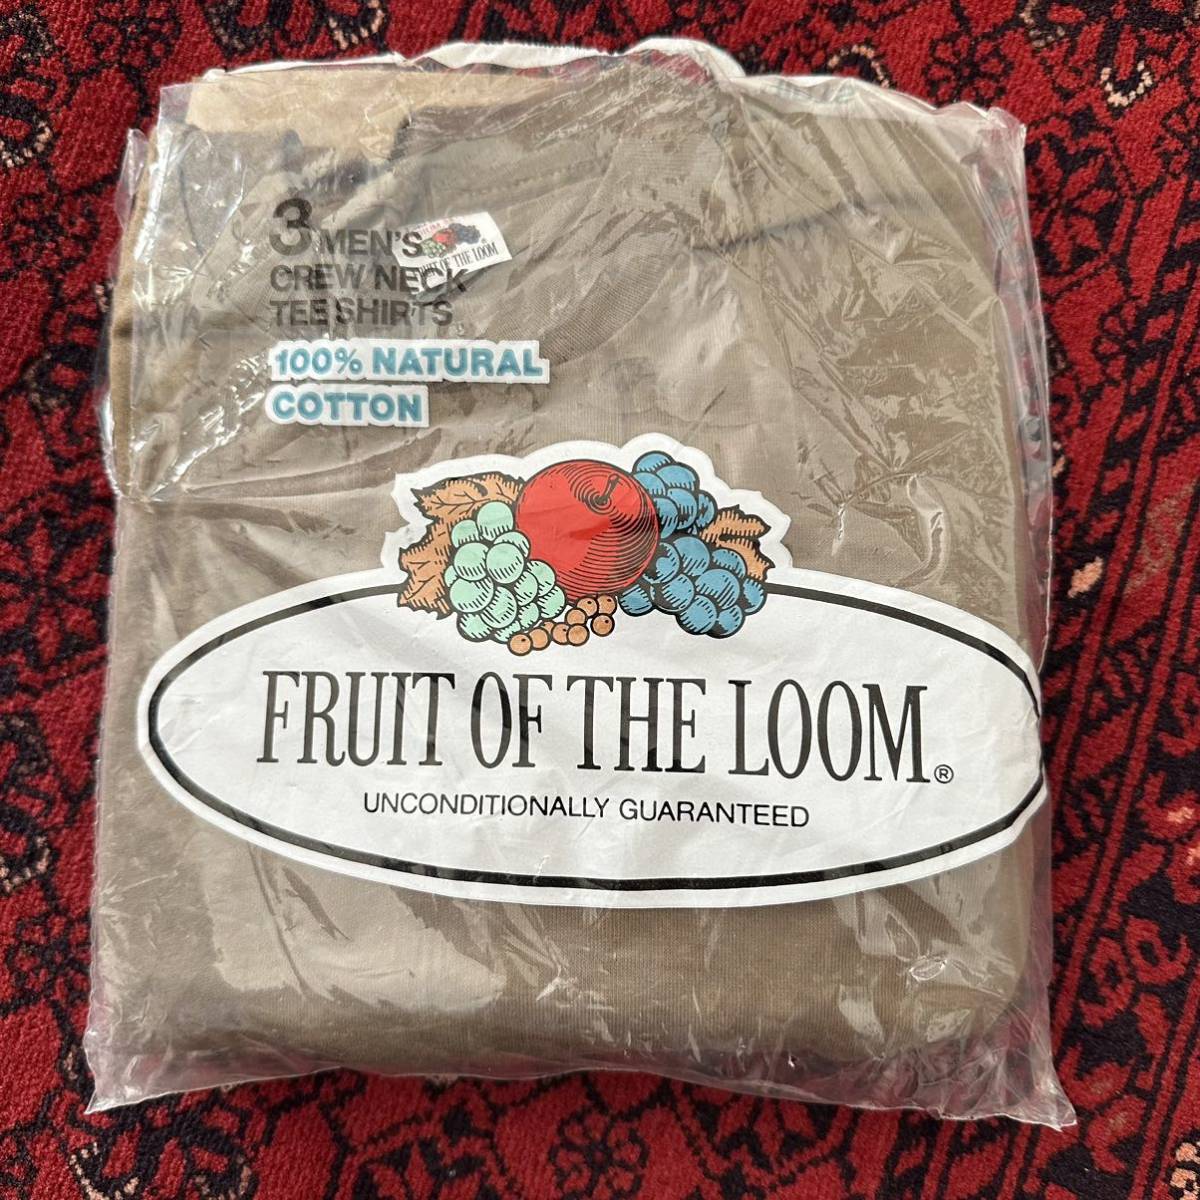 3 MEN'S
CREW NECK
TEE SHIRTS
FRUIT OF THE LOOM
100% NATURAL
COTTON
FRUIT OF THE LOOM®
UNCONDITIONALLY GUARANTEED